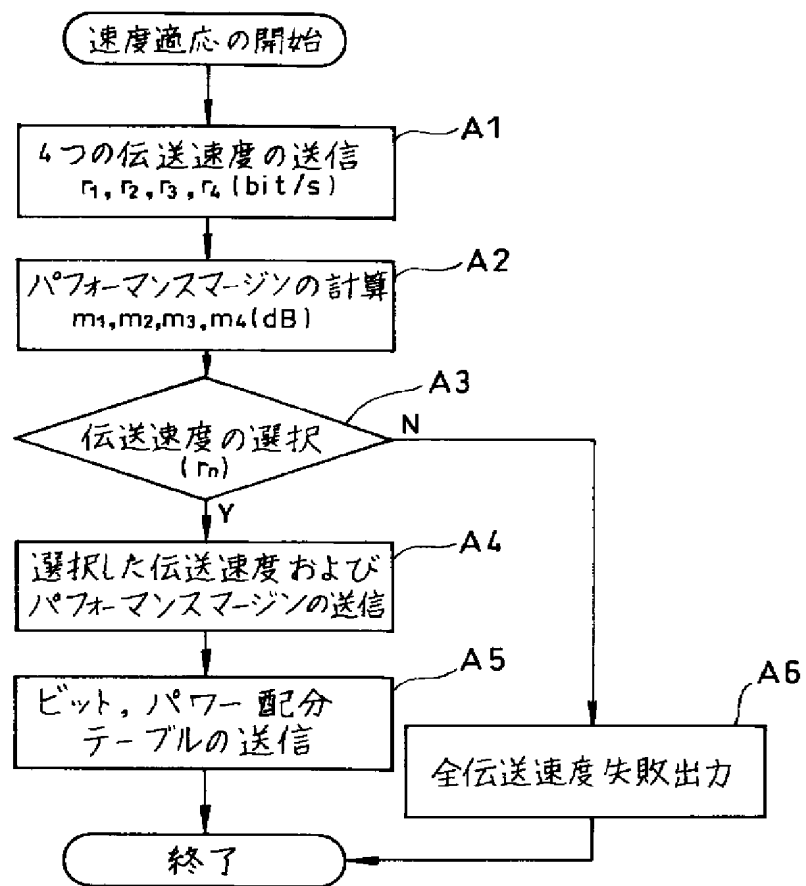 速度適応の開始
A1
4つの伝送速度の送信
r₁,r₂,r₃,r₄(bit/s)
A2
パフォーマンスマージンの計算
m₁,m₂,m₃,m₄(dB)
A3
伝送速度の選択
(rₙ)
N
Y
A4
選択した伝送速度および
パフォーマンスマージンの送信
A5
ビット,パワー配分
テーブルの送信
A6
全伝送速度失敗出力
終了